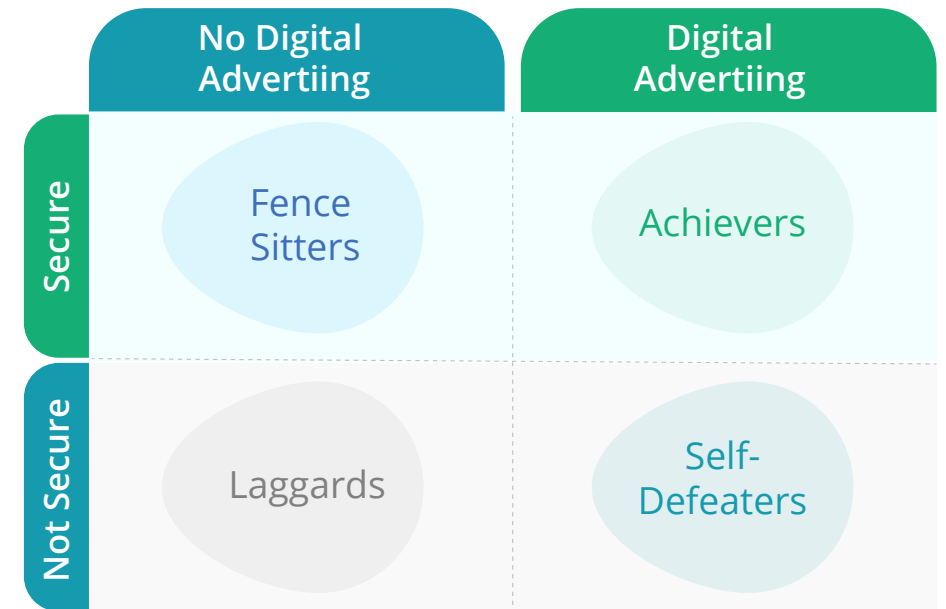 No Digital
Advertiing
Digital
Advertiing
Secure
Fence
Sitters
Achievers
Not Secure
Laggards
Self-
Defeaters